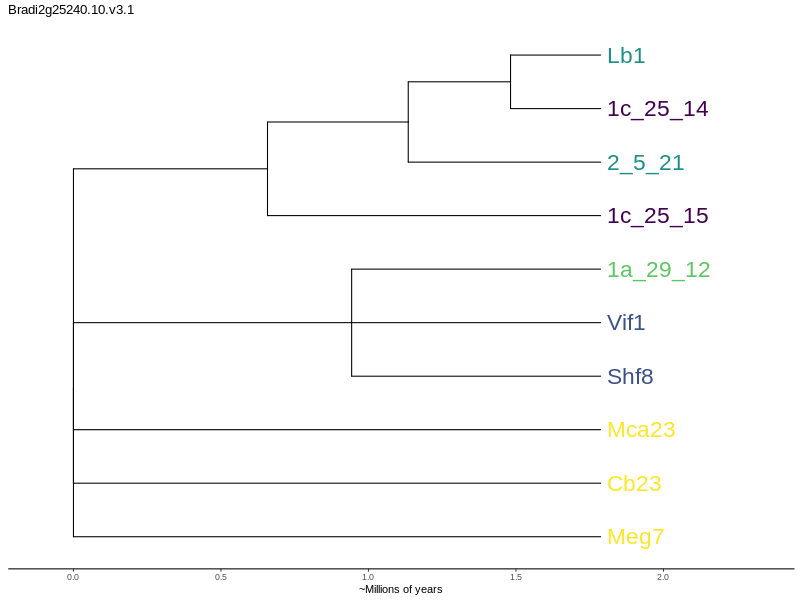 Bradi2g25240.10.v3.1
Lb1
1c_25_14
2_5_21
1c_25_15
1a_29_12
Vif1
Shf8
Mca23
Cb23
Meg7
0.0 0.5 1.0 1.5 2.0
~Millions of years